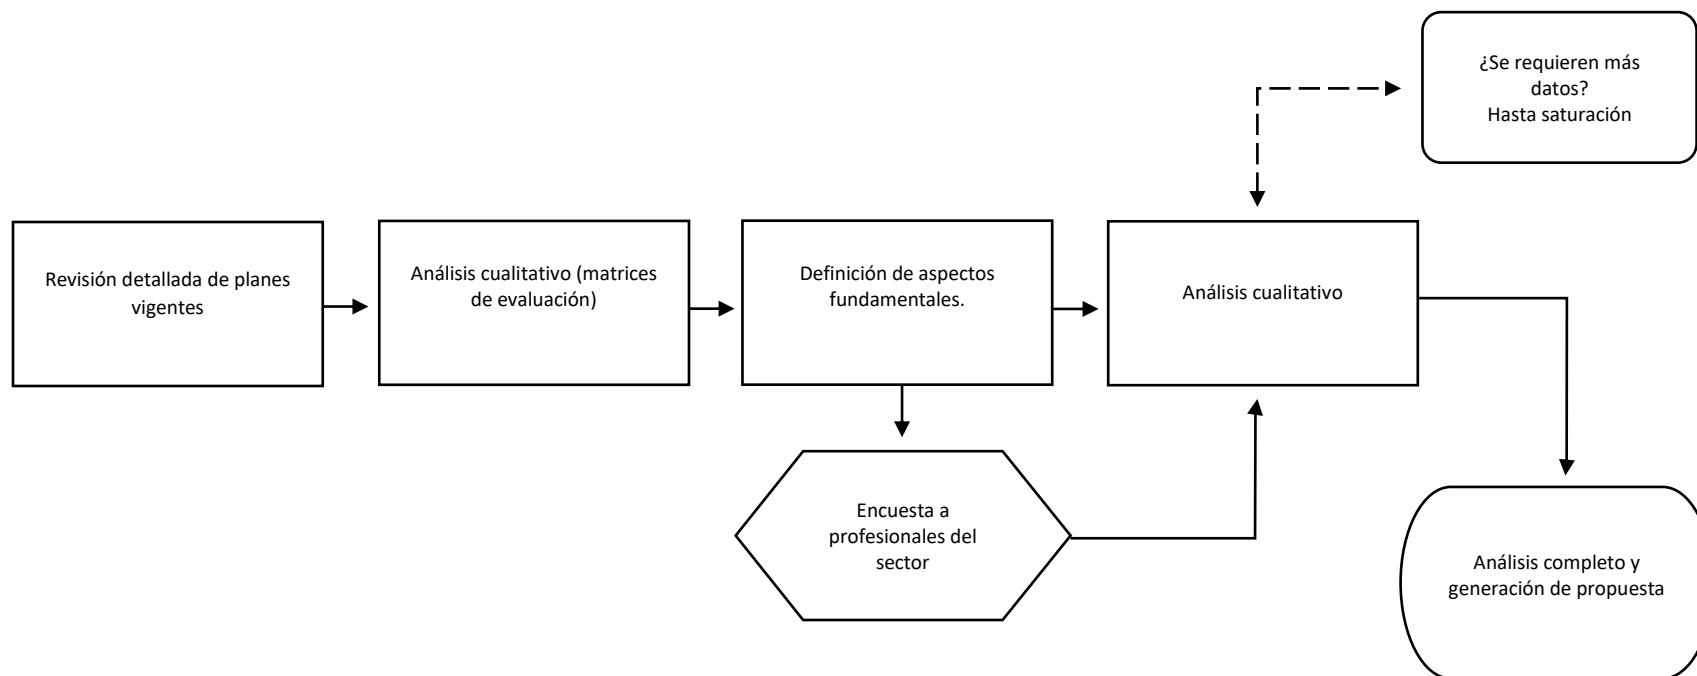 ¿Se requieren más
datos?
Hasta saturación
Revisión detallada de planes
vigentes
Análisis cualitativo (matrices
de evaluación)
Definición de aspectos
fundamentales.
Análisis cualitativo
Encuesta a
profesionales del
sector
Análisis completo y
generación de propuesta